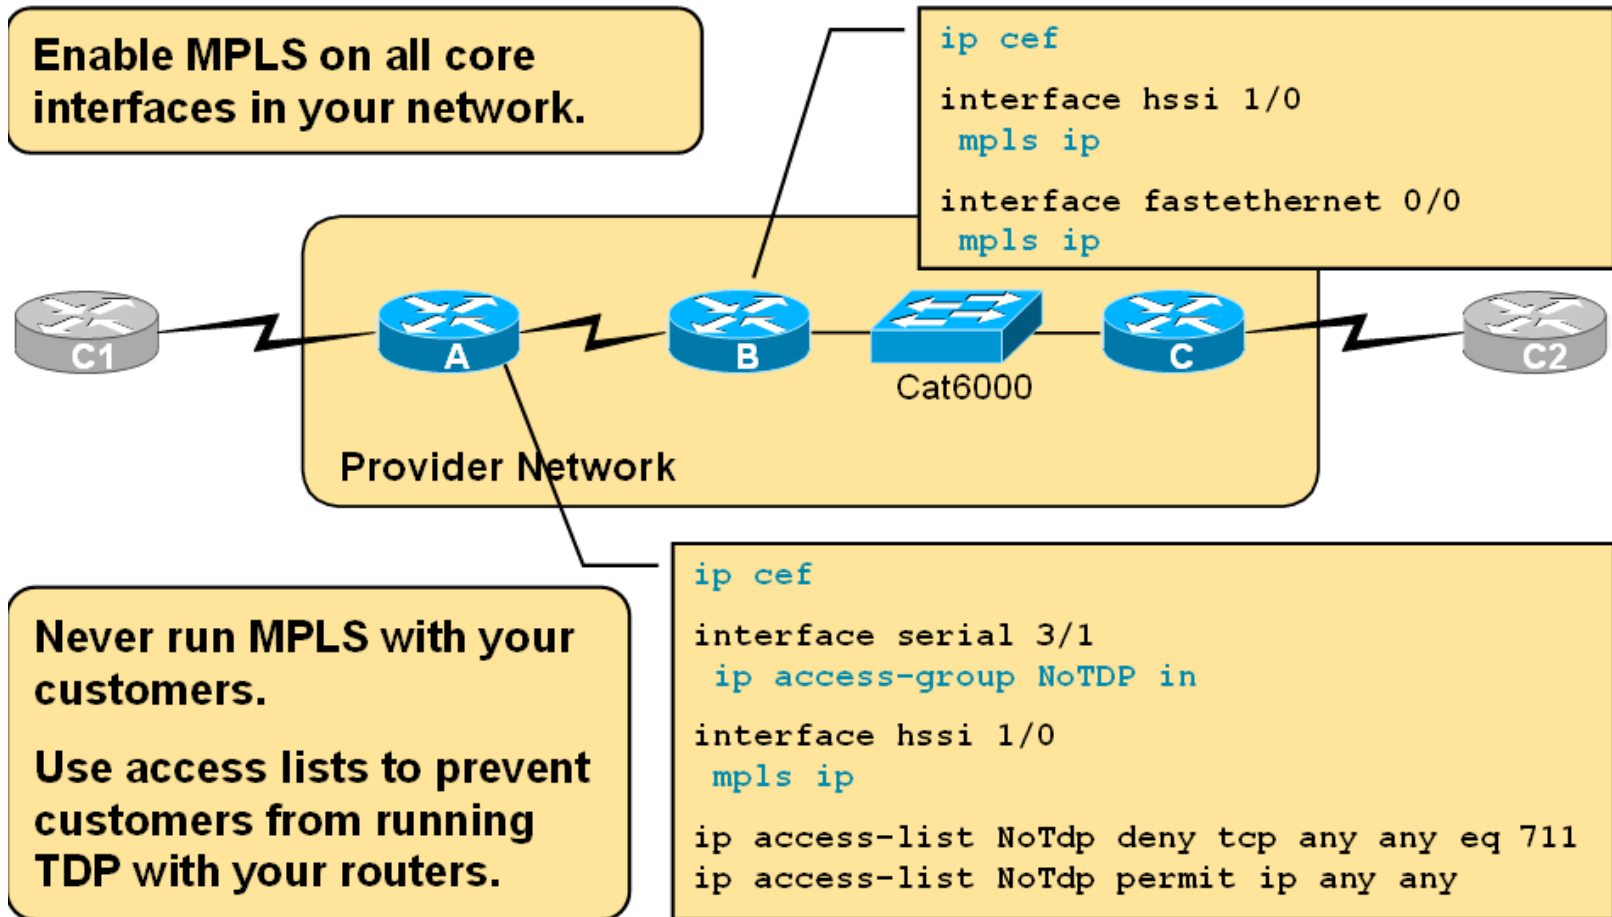 Enable MPLS on all core
interfaces in your network.
ip cef
interface hssi 1/0
mpls ip
interface fastethernet 0/0
mpls ip
C1
A
B
Cat6000
C
C2
Provider Network
Never run MPLS with your
customers.
Use access lists to prevent
customers from running
TDP with your routers.
ip cef
interface serial 3/1
ip access-group NoTDP in
interface hssi 1/0
mpls ip
ip access-list NoTdp deny tcp any any eq 711
ip access-list NoTdp permit ip any any